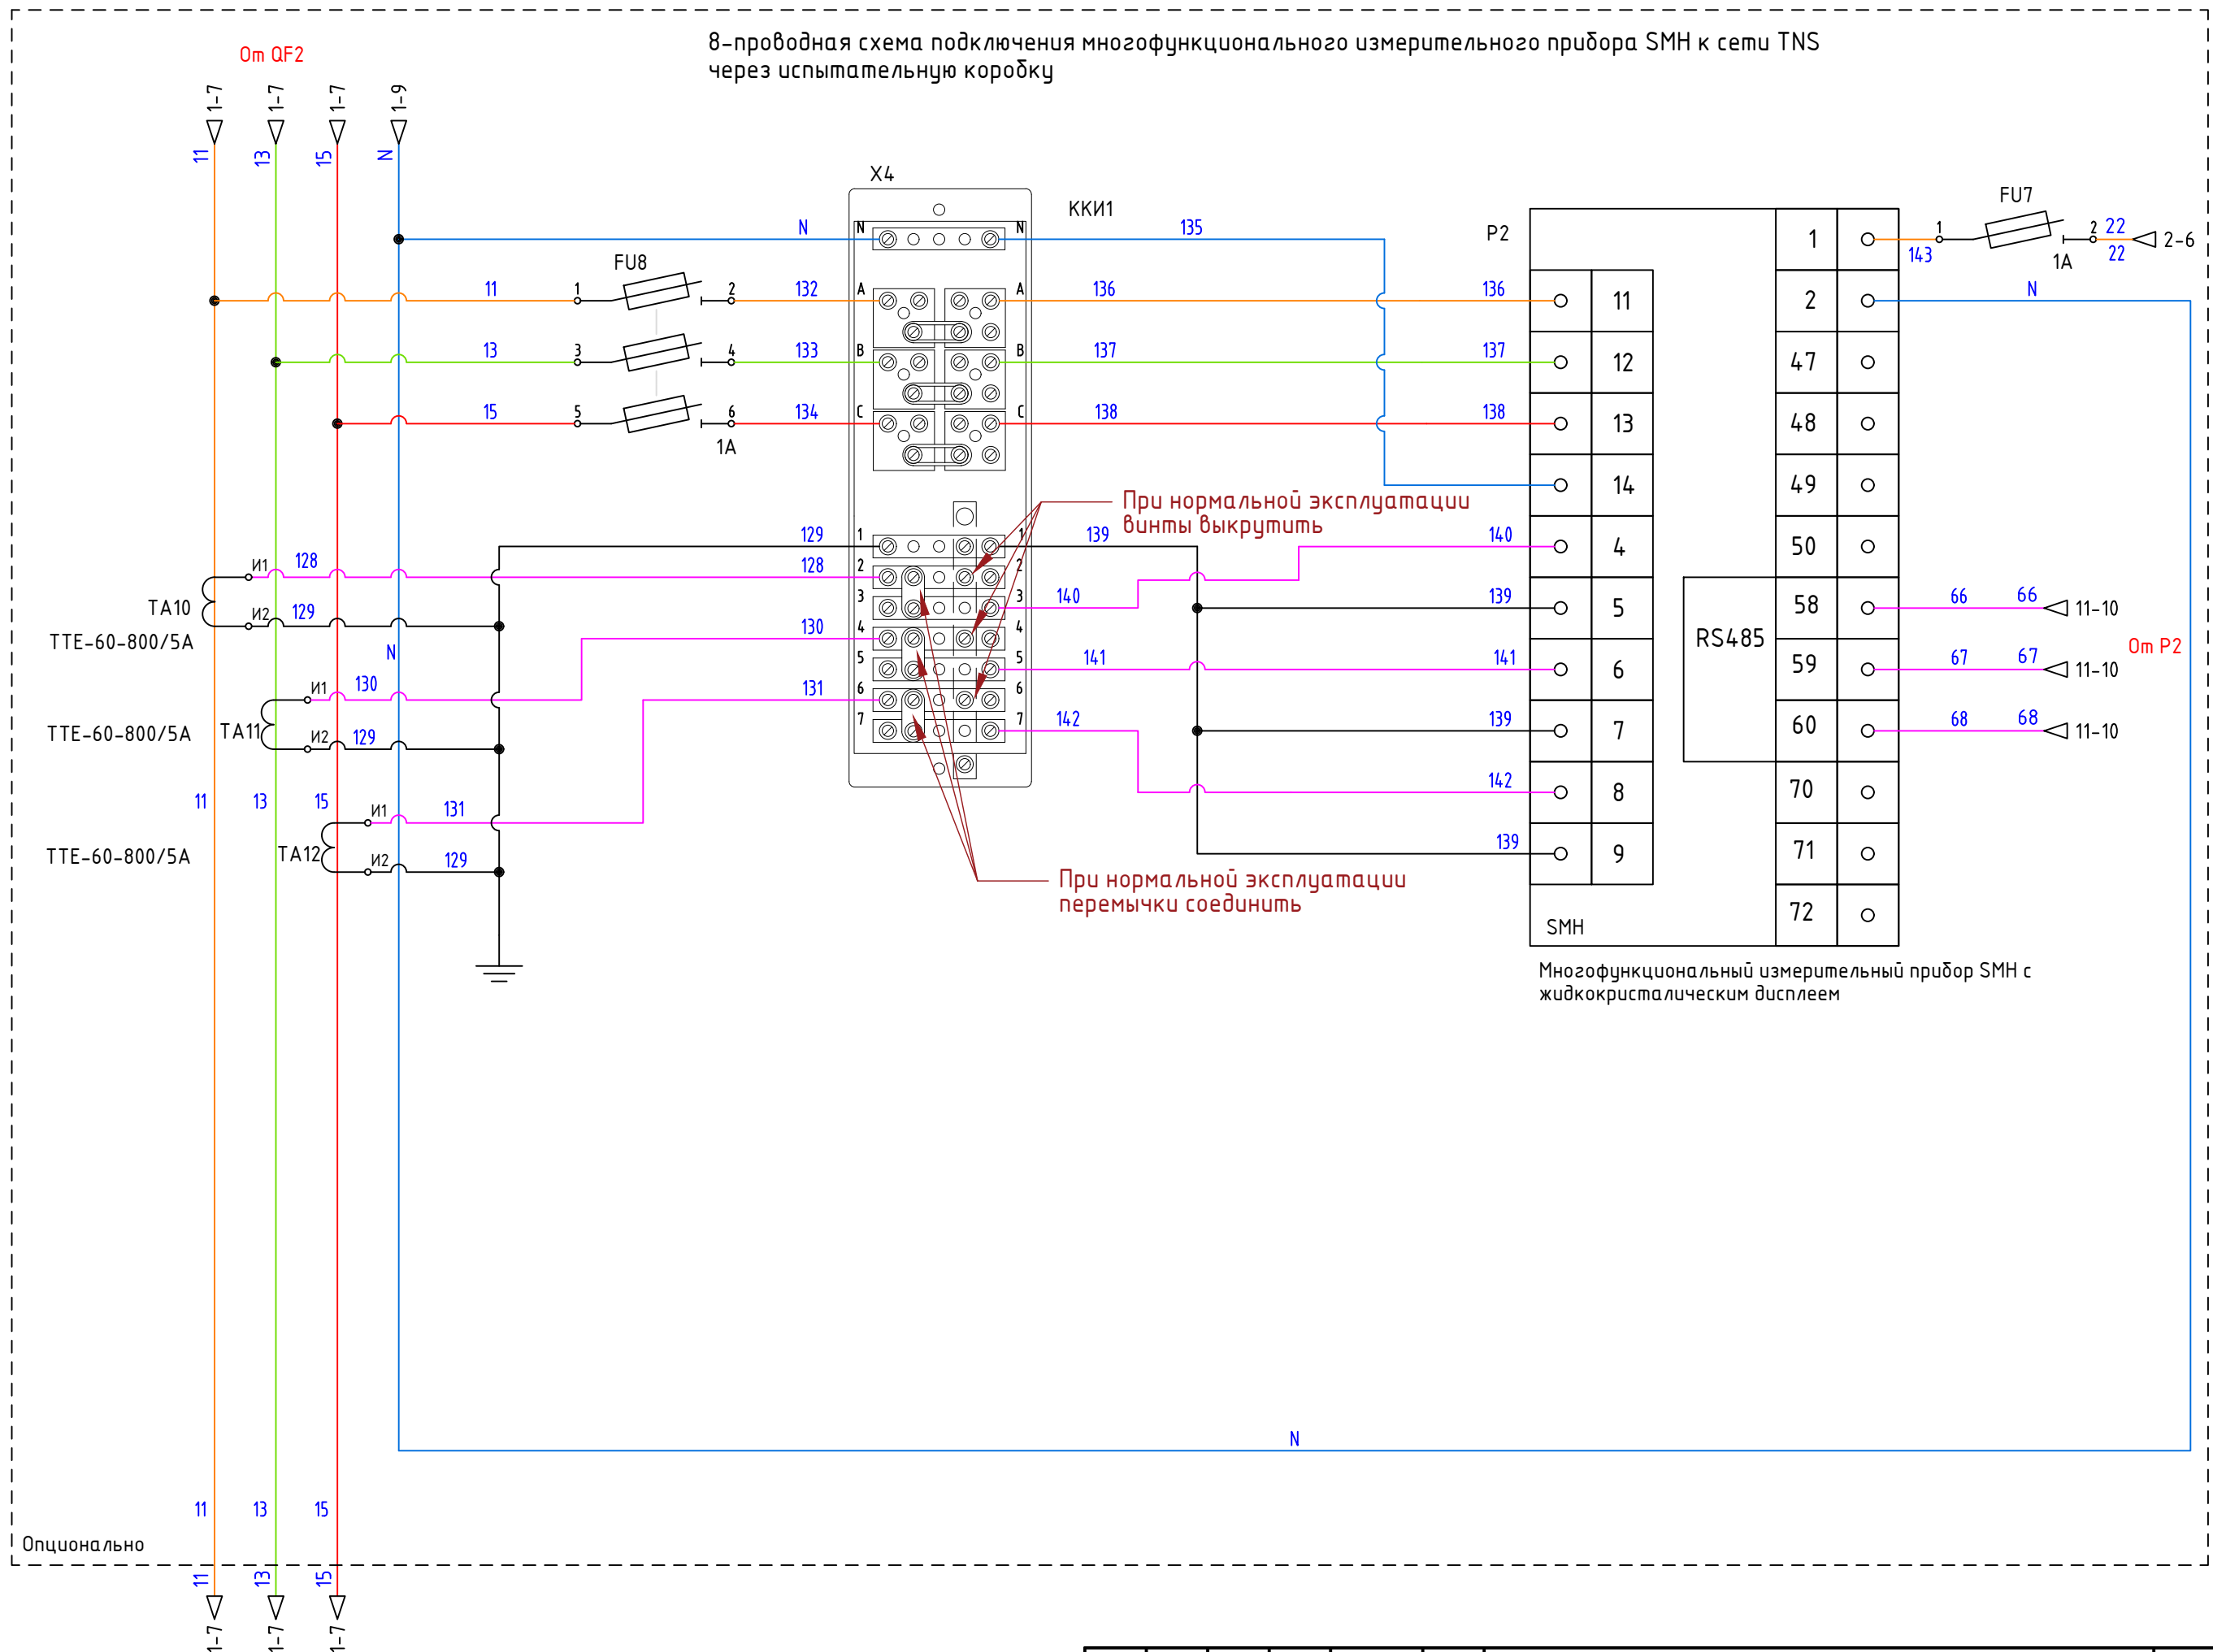 8-проводная схема подключения многофункционального измерительного прибора SMH к сети TNS
через испытательную коробку
От QF2
1-7
1-7
1-7
1-9
11
13
15
N
X4
ККИ1
N
N
N
135
FU8
11
1
2
132
A
A
136
136
13
3
4
133
B
B
137
137
15
5
6
134
C
C
138
138
1А
P2
11
12
13
14
4
5
6
7
8
9
SMH
1
2
47
48
49
50
58
59
60
70
71
72
RS485
FU7
1
2
22
22
2-6
143
1А
N
66
66
11-10
67
67
11-10
68
68
11-10
От P2
При нормальной эксплуатации
винты выкрутить
129
1
1
139
128
2
2
3
3
140
140
139
130
4
4
5
5
141
141
131
6
6
7
7
142
139
142
139
TA10
И1
128
И2
129
ТТЕ-60-800/5А
N
TA11
И1
130
И2
129
ТТЕ-60-800/5А
11
13
15
TA12
И1
131
И2
129
ТТЕ-60-800/5А
При нормальной эксплуатации
перемычки соединить
Многофункциональный измерительный прибор SMH с
жидкокристалическим дисплеем
N
11
13
15
Опционально
11
13
15
1-7
1-7
1-7